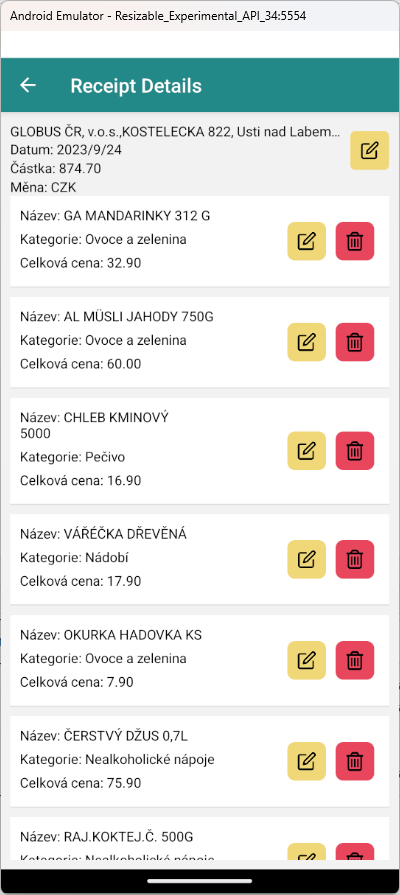 Android Emulator - Resizable_Experimental_API_34:5554
Receipt Details
GLOBUS ČR, v.o.s.,KOSTELECKA 822, Usti nad Labem...
Datum: 2023/9/24
Částka: 874.70
Měna: CZK
Název: GA MANDARINKY 312 G
Kategorie: Ovoce a zelenina
Celková cena: 32.90
Název: AL MÜSLI JAHODY 750G
Kategorie: Ovoce a zelenina
Celková cena: 60.00
Název: CHLEB KMINOVÝ
5000
Kategorie: Pečivo
Celková cena: 16.90
Název: VÁŘÉČKA DŘEVĚNÁ
Kategorie: Nádobí
Celková cena: 17.90
Název: OKURKA HADOVKA KS
Kategorie: Ovoce a zelenina
Celková cena: 7.90
Název: ČERSTVÝ DŽUS 0,7L
Kategorie: Nealkoholické nápoje
Celková cena: 75.90
Název: RAJ.KOKTEJ.Č. 500G
Kategorie: Nealkoholické nápoje